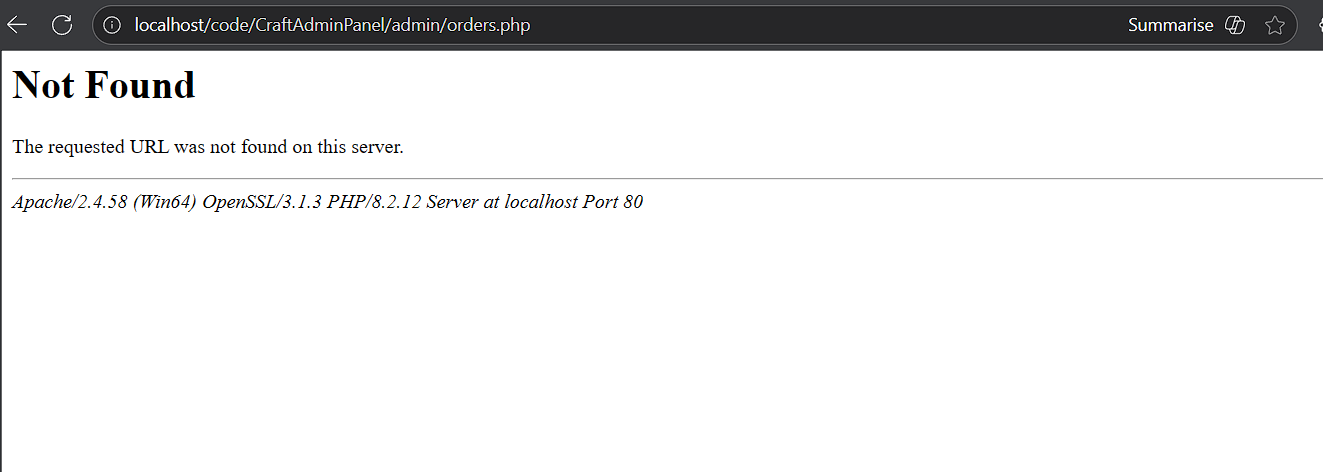 localhost/code/CraftAdminPanel/admin/orders.php Summarise
Not Found
The requested URL was not found on this server.
Apache/2.4.58 (Win64) OpenSSL/3.1.3 PHP/8.2.12 Server at localhost Port 80